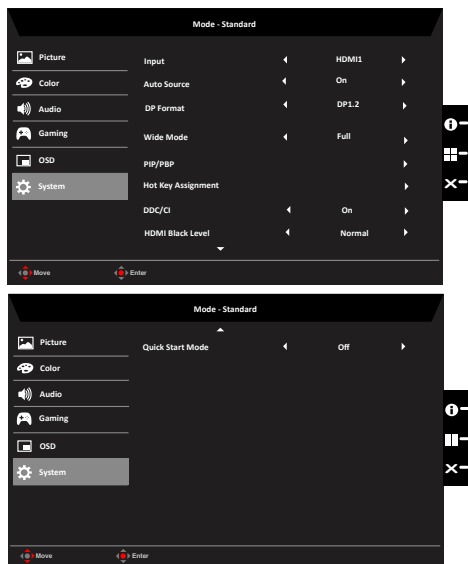 Mode - Standard
Picture
Input HDMI1
Color
Auto Source On
Audio
DP Format DP1.2
Gaming
Wide Mode Full
OSD
PIP/PBP
System
Hot Key Assignment
DDC/CI On
HDMI Black Level Normal
Move Enter
Mode - Standard
Picture
Quick Start Mode Off
Color
Audio
Gaming
OSD
System
Move Enter